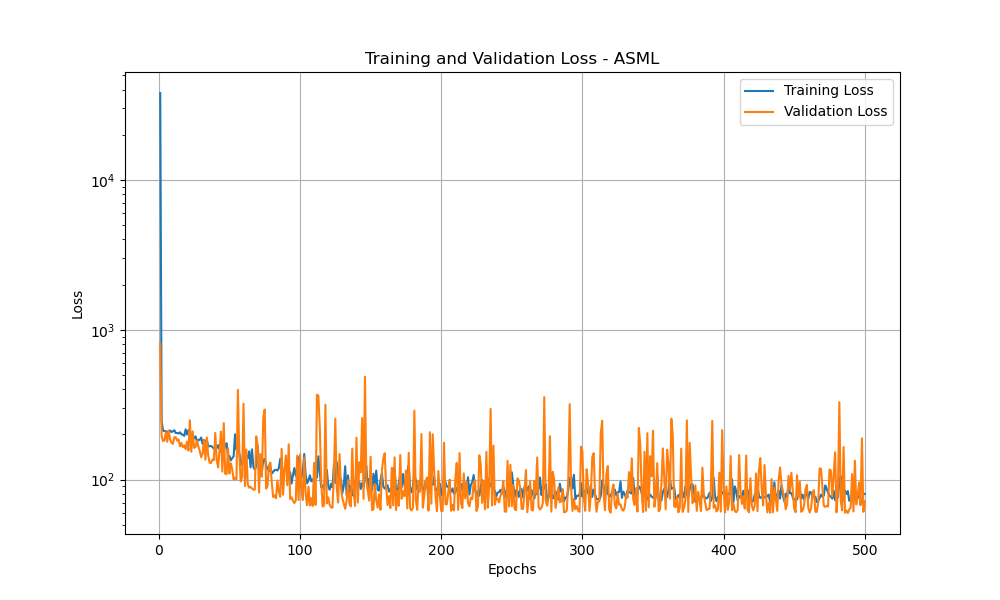 Training and Validation Loss - ASML
Training Loss
Validation Loss
Loss
10^4
10^3
10^2
0 100 200 300 400 500
Epochs